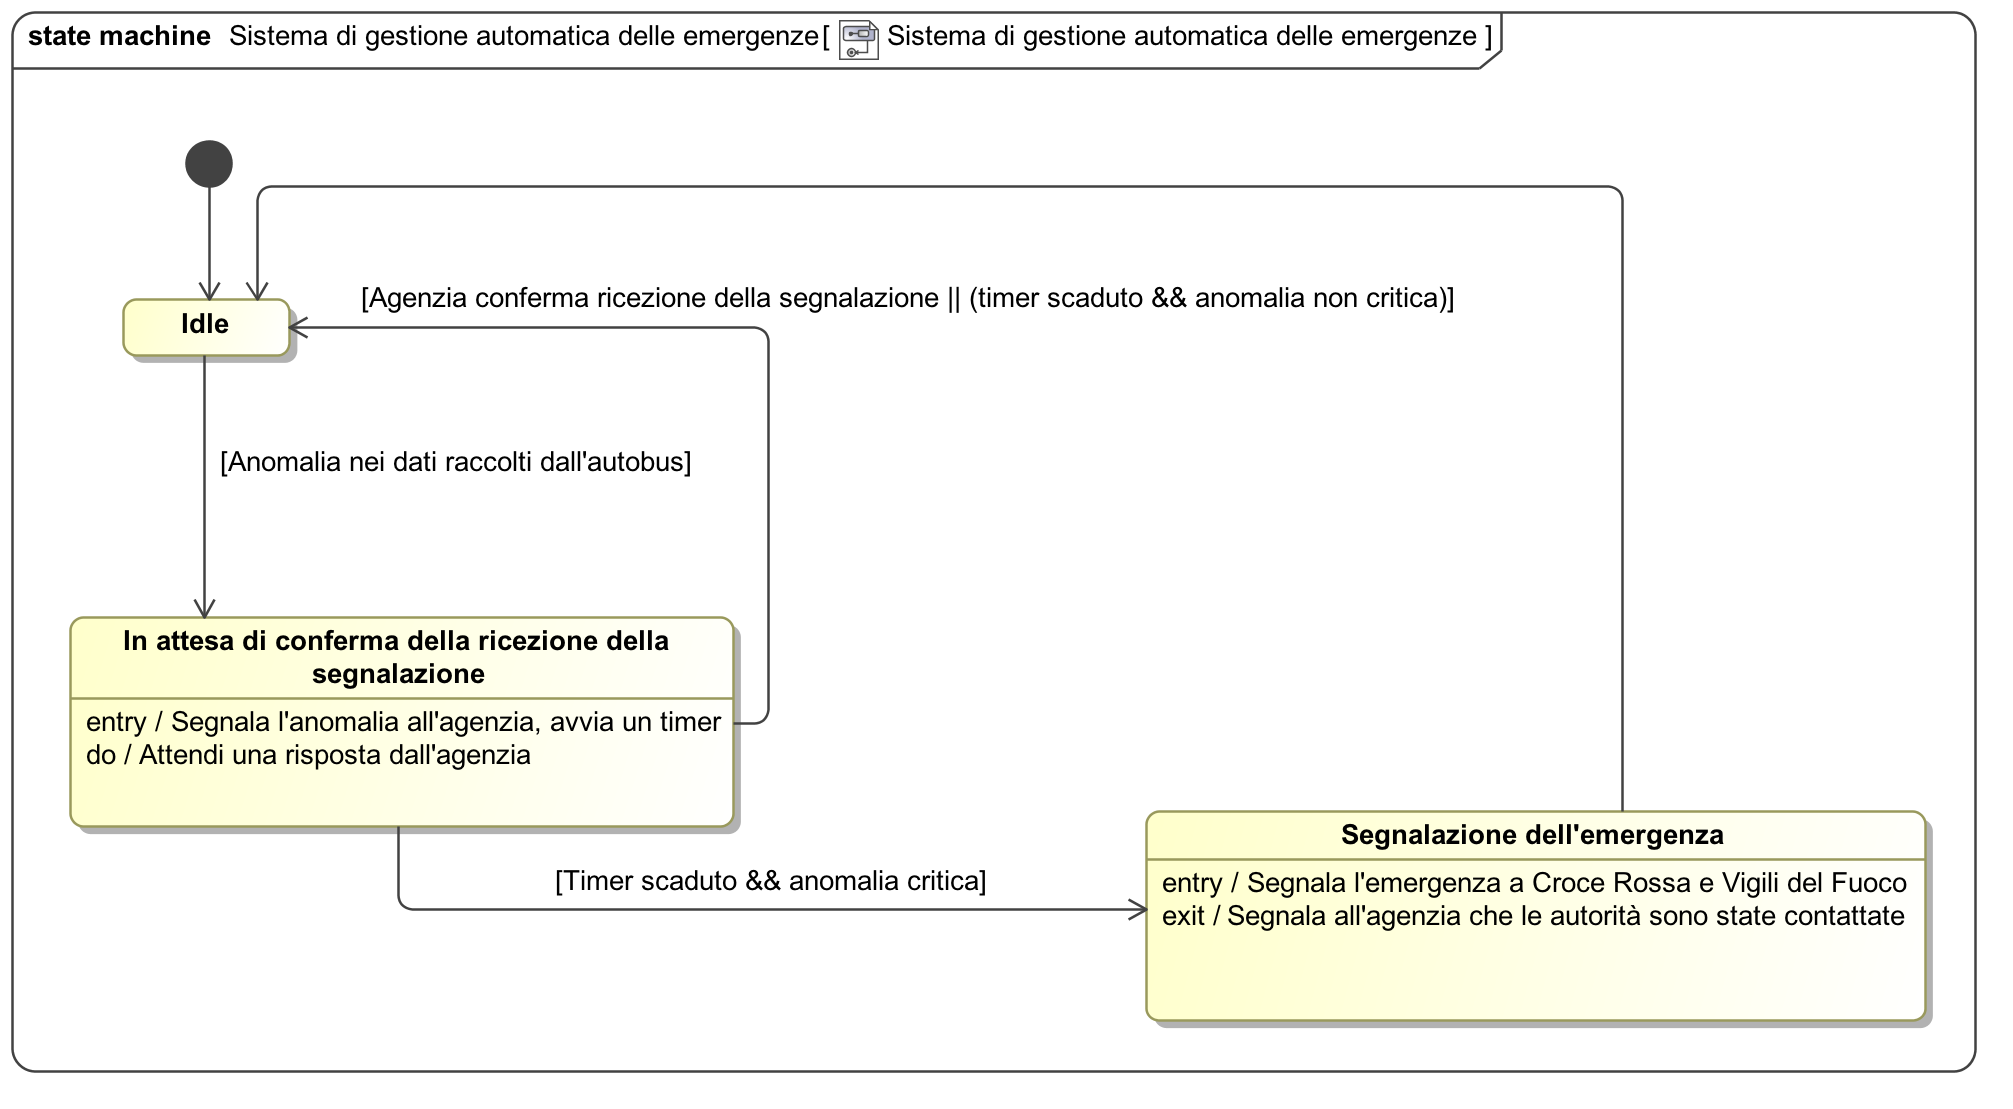 state machine Sistema di gestione automatica delle emergenze[ Sistema di gestione automatica delle emergenze ]
[Agenzia conferma ricezione della segnalazione || (timer scaduto && anomalia non critica)]
Idle
[Anomalia nei dati raccolti dall'autobus]
In attesa di conferma della ricezione della
segnalazione
entry / Segnala l'anomalia all'agenzia, avvia un timer
do / Attendi una risposta dall'agenzia
[Timer scaduto && anomalia critica]
Segnalazione dell'emergenza
entry / Segnala l'emergenza a Croce Rossa e Vigili del Fuoco
exit / Segnala all'agenzia che le autorità sono state contattate